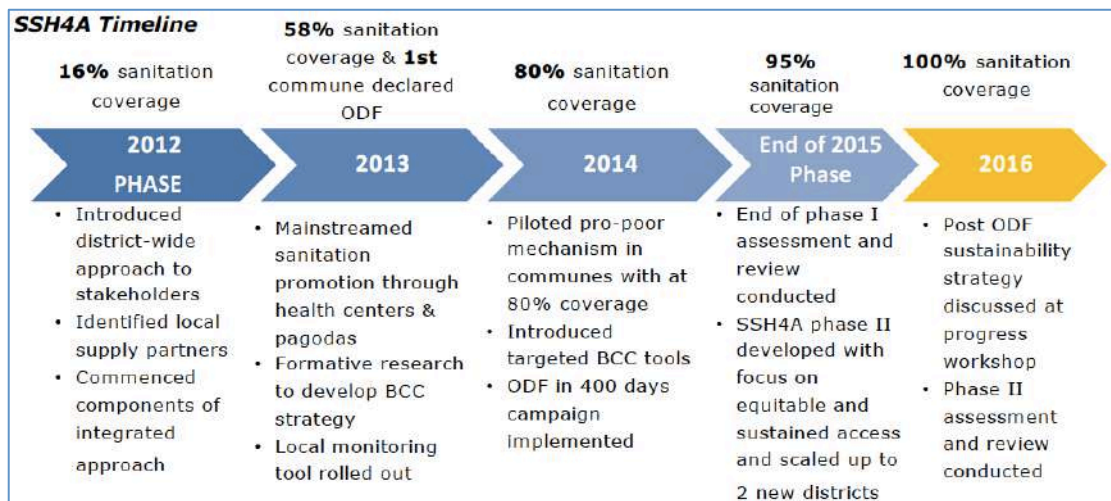 SSH4A Timeline
16% sanitation
coverage
58% sanitation
coverage & 1st
commune declared
ODF
80% sanitation
coverage
95%
sanitation
coverage
100% sanitation
coverage
2012
PHASE
2013
2014
End of 2015
Phase
2016
• Introduced
district-wide
approach to
stakeholders
• Identified local
supply partners
• Commenced
components of
integrated
approach
• Mainstreamed
sanitation
promotion through
health centers &
pagodas
• Formative research
to develop BCC
strategy
• Local monitoring
tool rolled out
• Piloted pro-poor
mechanism in
communes with at
80% coverage
• Introduced
targeted BCC tools
• ODF in 400 days
campaign
implemented
• End of phase I
assessment and
review
conducted
• SSH4A phase II
developed with
focus on
equitable and
sustained access
and scaled up to
2 new districts
• Post ODF
sustainability
strategy
discussed at
progress
workshop
• Phase II
assessment
and review
conducted